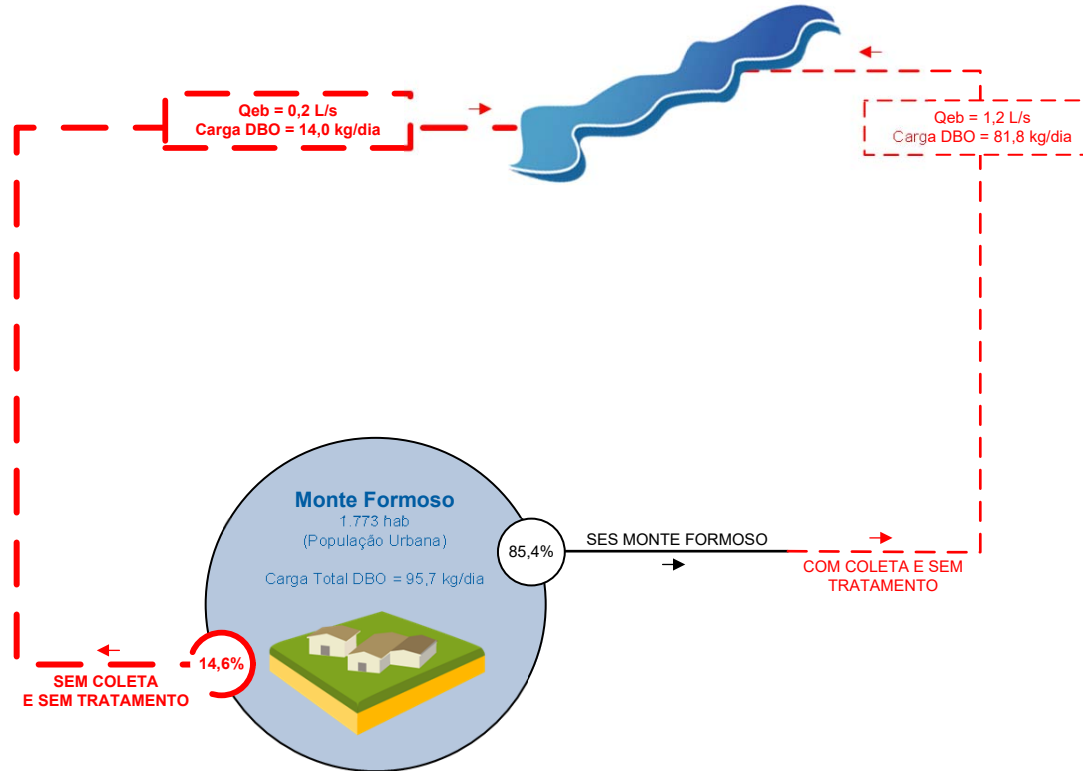 Qeb = 0,2 L/s
Carga DBO = 14,0 kg/dia
Qeb = 1,2 L/s
Carga DBO = 81,8 kg/dia
Monte Formoso
1.773 hab
(População Urbana)
Carga Total DBO = 95,7 kg/dia
85,4%
SES MONTE FORMOSO
COM COLETA E SEM
TRATAMENTO
14,6%
SEM COLETA
E SEM TRATAMENTO